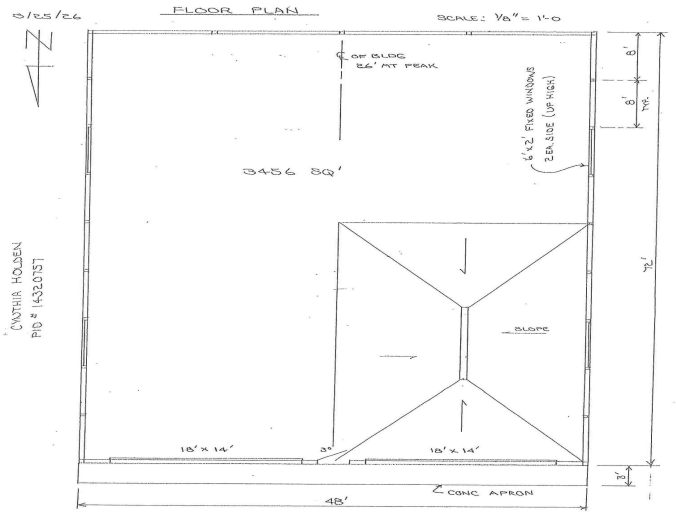 3/25/26
FLOOR PLAN
SCALE: 1/8" = 1'-0
N
℄ OF BLDG
26' AT PEAK
8'
8'
TYP.
6'x2' FIXED WINDOWS
2 EA. SIDE (UP HIGH)
3456 SQ'
72'
CYNTHIA HOLDEN
PID # 14320757
SLOPE
18' x 14'
3°
18' x 14'
3'
CONC APRON
48'